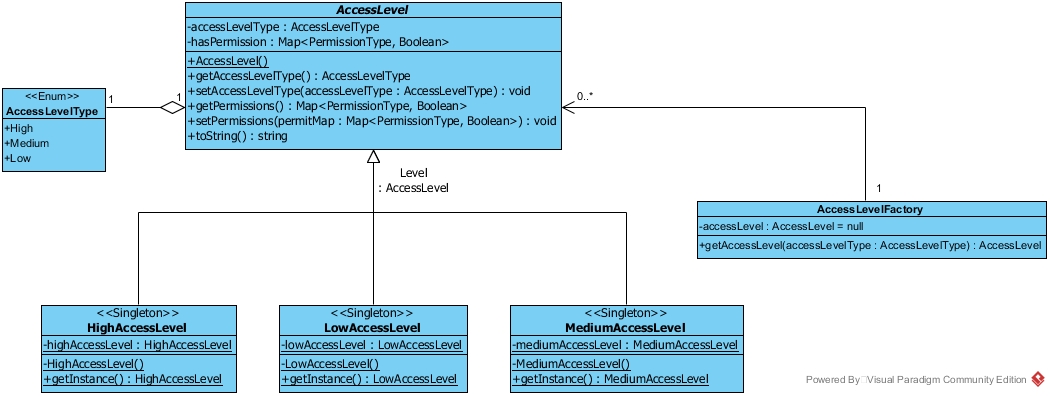 AccessLevel
-accessLevelType : AccessLevelType
-hasPermission : Map<PermissionType, Boolean>
+AccessLevel()
+getAccessLevelType() : AccessLevelType
+setAccessLevelType(accessLevelType : AccessLevelType) : void
+getPermissions() : Map<PermissionType, Boolean>
+setPermissions(permitMap : Map<PermissionType, Boolean>) : void
+toString() : string
<<Enum>>
AccessLevelType
+High
+Medium
+Low
1
1
0..*
1
Level
: AccessLevel
AccessLevelFactory
-accessLevel : AccessLevel = null
+getAccessLevel(accessLevelType : AccessLevelType) : AccessLevel
<<Singleton>>
HighAccessLevel
-highAccessLevel : HighAccessLevel
-HighAccessLevel()
+getInstance() : HighAccessLevel
<<Singleton>>
LowAccessLevel
-lowAccessLevel : LowAccessLevel
-LowAccessLevel()
+getInstance() : LowAccessLevel
<<Singleton>>
MediumAccessLevel
-mediumAccessLevel : MediumAccessLevel
-MediumAccessLevel()
+getInstance() : MediumAccessLevel
Powered By Visual Paradigm Community Edition